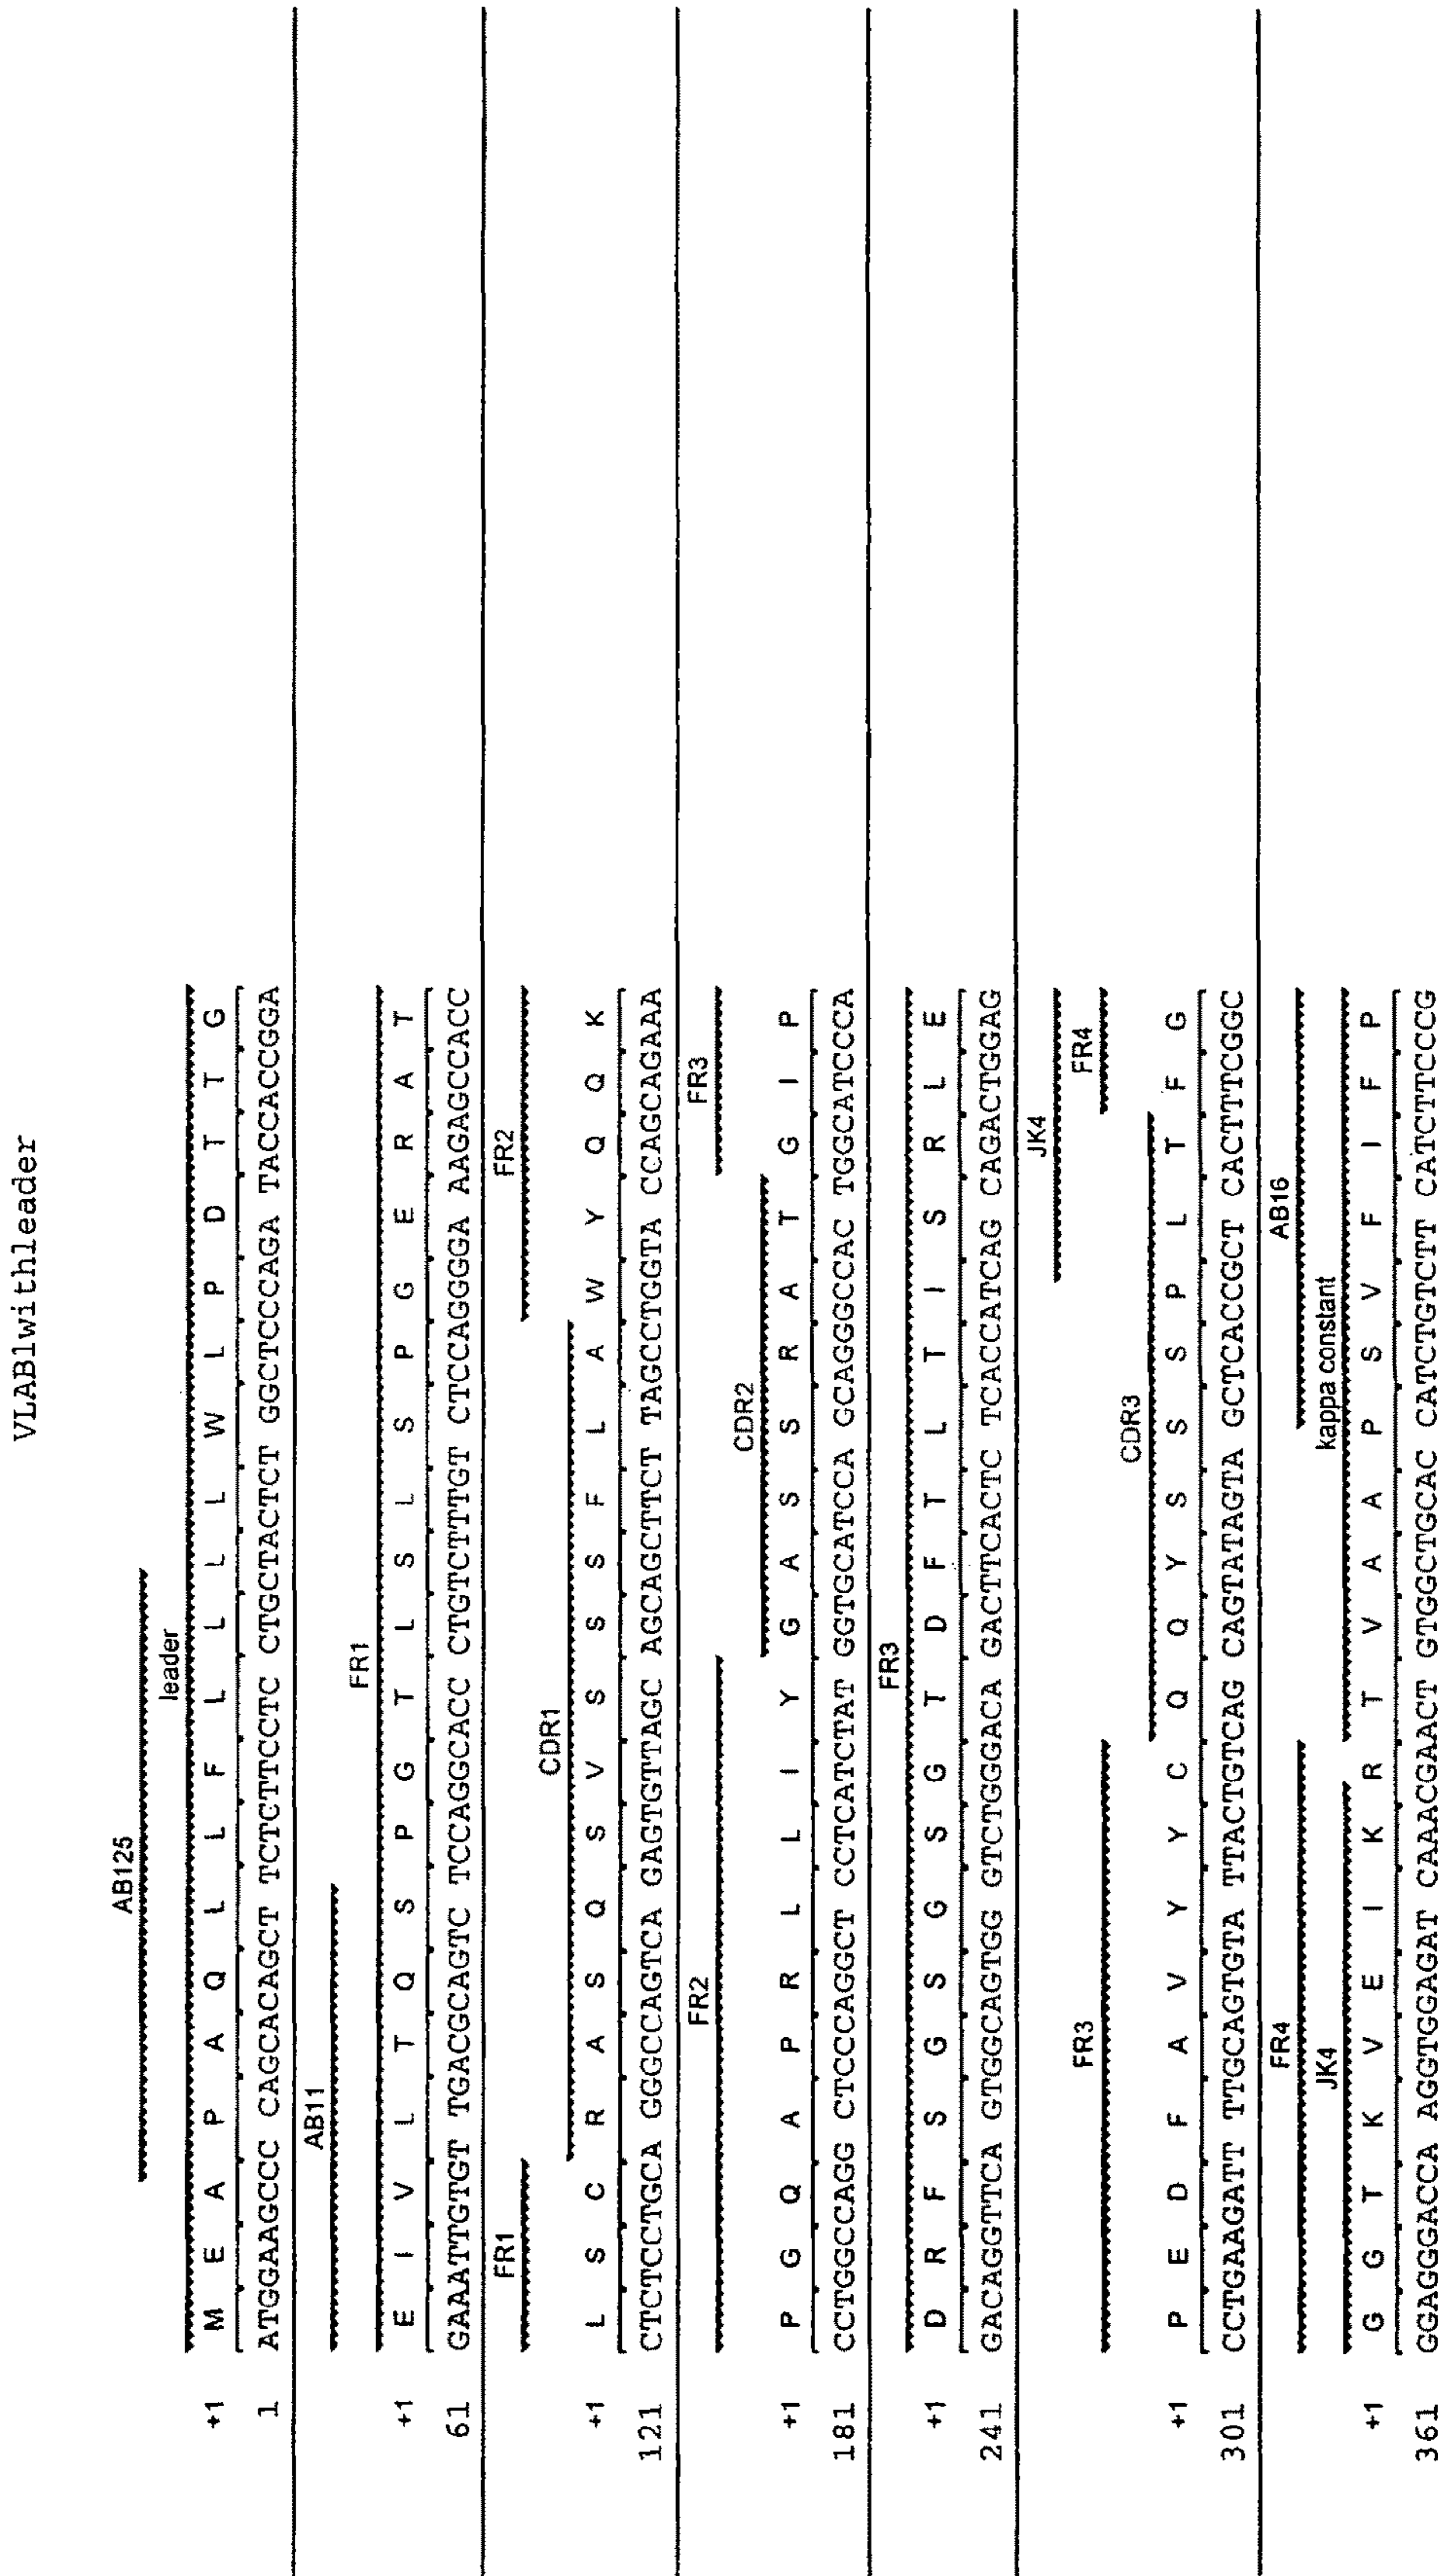 VLAB1withleader
AB125
leader
+1 M E A P A Q L L F L L L L W L P D T T G
1 ATGGAAGCCC CAGCACAGCT TCTCTTCCTC CTGCTACTCT GGCTCCCAGA TACCACCGGA
AB11
FR1
+1 E I V L T Q S P G T L S L S P G E R A T
61 GAAATTGTGT TGACGCAGTC TCCAGGCACC CTGTCTTTGT CTCCAGGGGA AAGAGCCACC
FR1 FR2
CDR1
+1 L S C R A S Q S V S S S F L A W Y Q Q K
121 CTCTCCTGCA GGGCCAGTCA GAGTGTTAGC AGCAGCTTCT TAGCCTGGTA CCAGCAGAAA
FR2 FR3
CDR2
+1 P G Q A P R L L I Y G A S S R A T G I P
181 CCTGGCCAGG CTCCCAGGCT CCTCATCTAT GGTGCATCCA GCAGGGCCAC TGGCATCCCA
FR3
+1 D R F S G S G S G T D F T L T I S R L E
241 GACAGGTTCA GTGGCAGTGG GTCTGGGACA GACTTCACTC TCACCATCAG CAGACTGGAG
JK4
FR3 FR4
CDR3
+1 P E D F A V Y Y C Q Q Y S S S P L T F G
301 CCTGAAGATT TTGCAGTGTA TTACTGTCAG CAGTATAGTA GCTCACCGCT CACTTTCGGC
FR4 AB16
JK4 kappa constant
+1 G T K V E I K R T V A A P S V F I F P
361 GGAGGGACCA AGGTGGAGAT CAAACGAACT GTGGCTGCAC CATCTGTCTT CATCTTCCCG